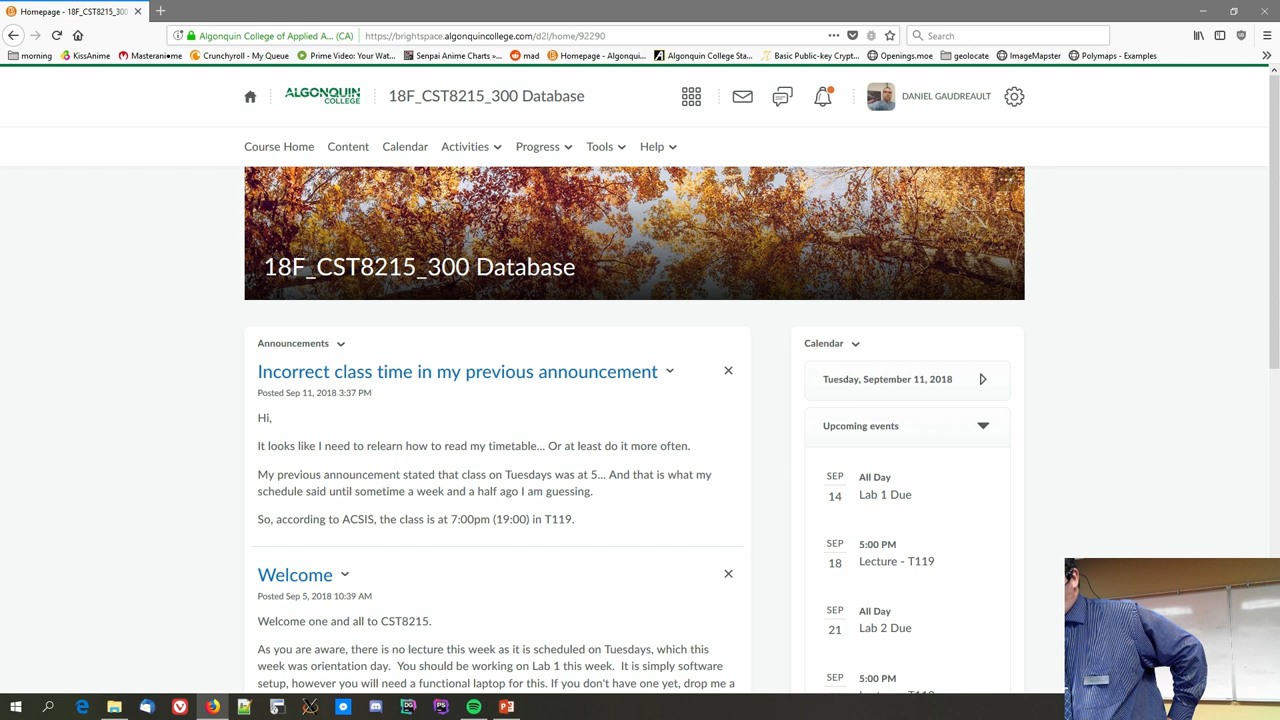 Homepage - 18F_CST8215_300
Algonquin College of Applied A... (CA)
https://brightspace.algonquincollege.com/d2l/home/92290
Search
morning
KissAnime
Masterani•me
Crunchyroll - My Queue
Prime Video: Your Wat...
Senpai Anime Charts »...
mad
Homepage - Algonqui...
Algonquin College Sta...
Basic Public-key Crypt...
Openings.moe
geolocate
ImageMapster
Polymaps - Examples
ALGONQUIN
COLLEGE
18F_CST8215_300 Database
DANIEL GAUDREAULT
Course Home
Content
Calendar
Activities
Progress
Tools
Help
18F_CST8215_300 Database
Announcements
Incorrect class time in my previous announcement
Posted Sep 11, 2018 3:37 PM
Hi,
It looks like I need to relearn how to read my timetable... Or at least do it more often.
My previous announcement stated that class on Tuesdays was at 5... And that is what my
schedule said until sometime a week and a half ago I am guessing.
So, according to ACSIS, the class is at 7:00pm (19:00) in T119.
Welcome
Posted Sep 5, 2018 10:39 AM
Welcome one and all to CST8215.
As you are aware, there is no lecture this week as it is scheduled on Tuesdays, which this
week was orientation day. You should be working on Lab 1 this week. It is simply software
setup, however you will need a functional laptop for this. If you don't have one yet, drop me a
Calendar
Tuesday, September 11, 2018
Upcoming events
SEP
14
All Day
Lab 1 Due
SEP
18
5:00 PM
Lecture - T119
SEP
21
All Day
Lab 2 Due
SEP
5:00 PM